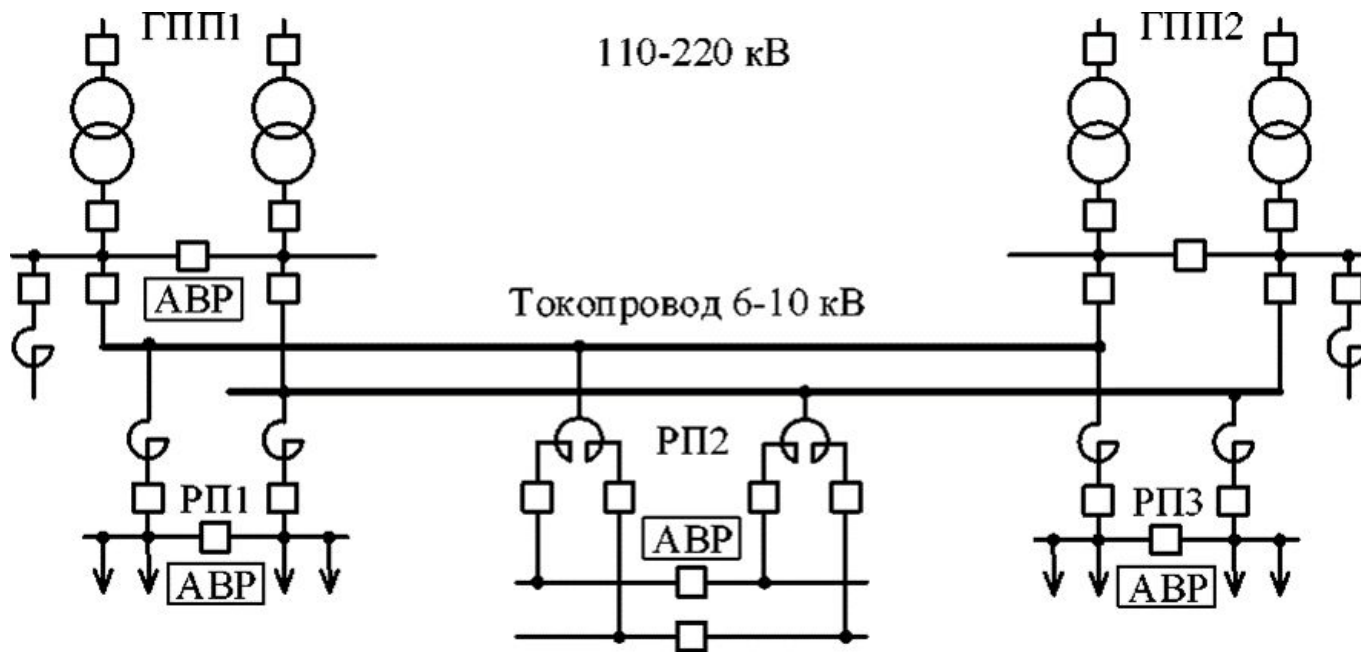 ГПП1
110-220 кВ
ГПП2
АВР
Токопровод 6-10 кВ
РП1
РП2
РП3
АВР
АВР
АВР